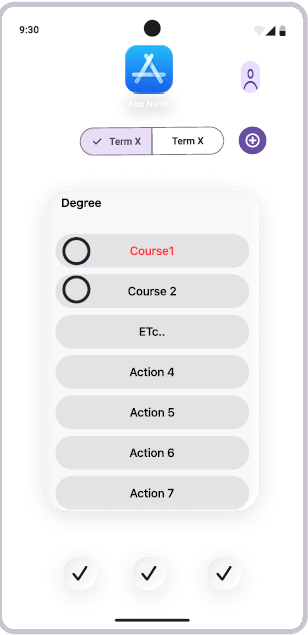 9:30
App Name
Term X
Term X
Degree
Course1
Course 2
ETc..
Action 4
Action 5
Action 6
Action 7